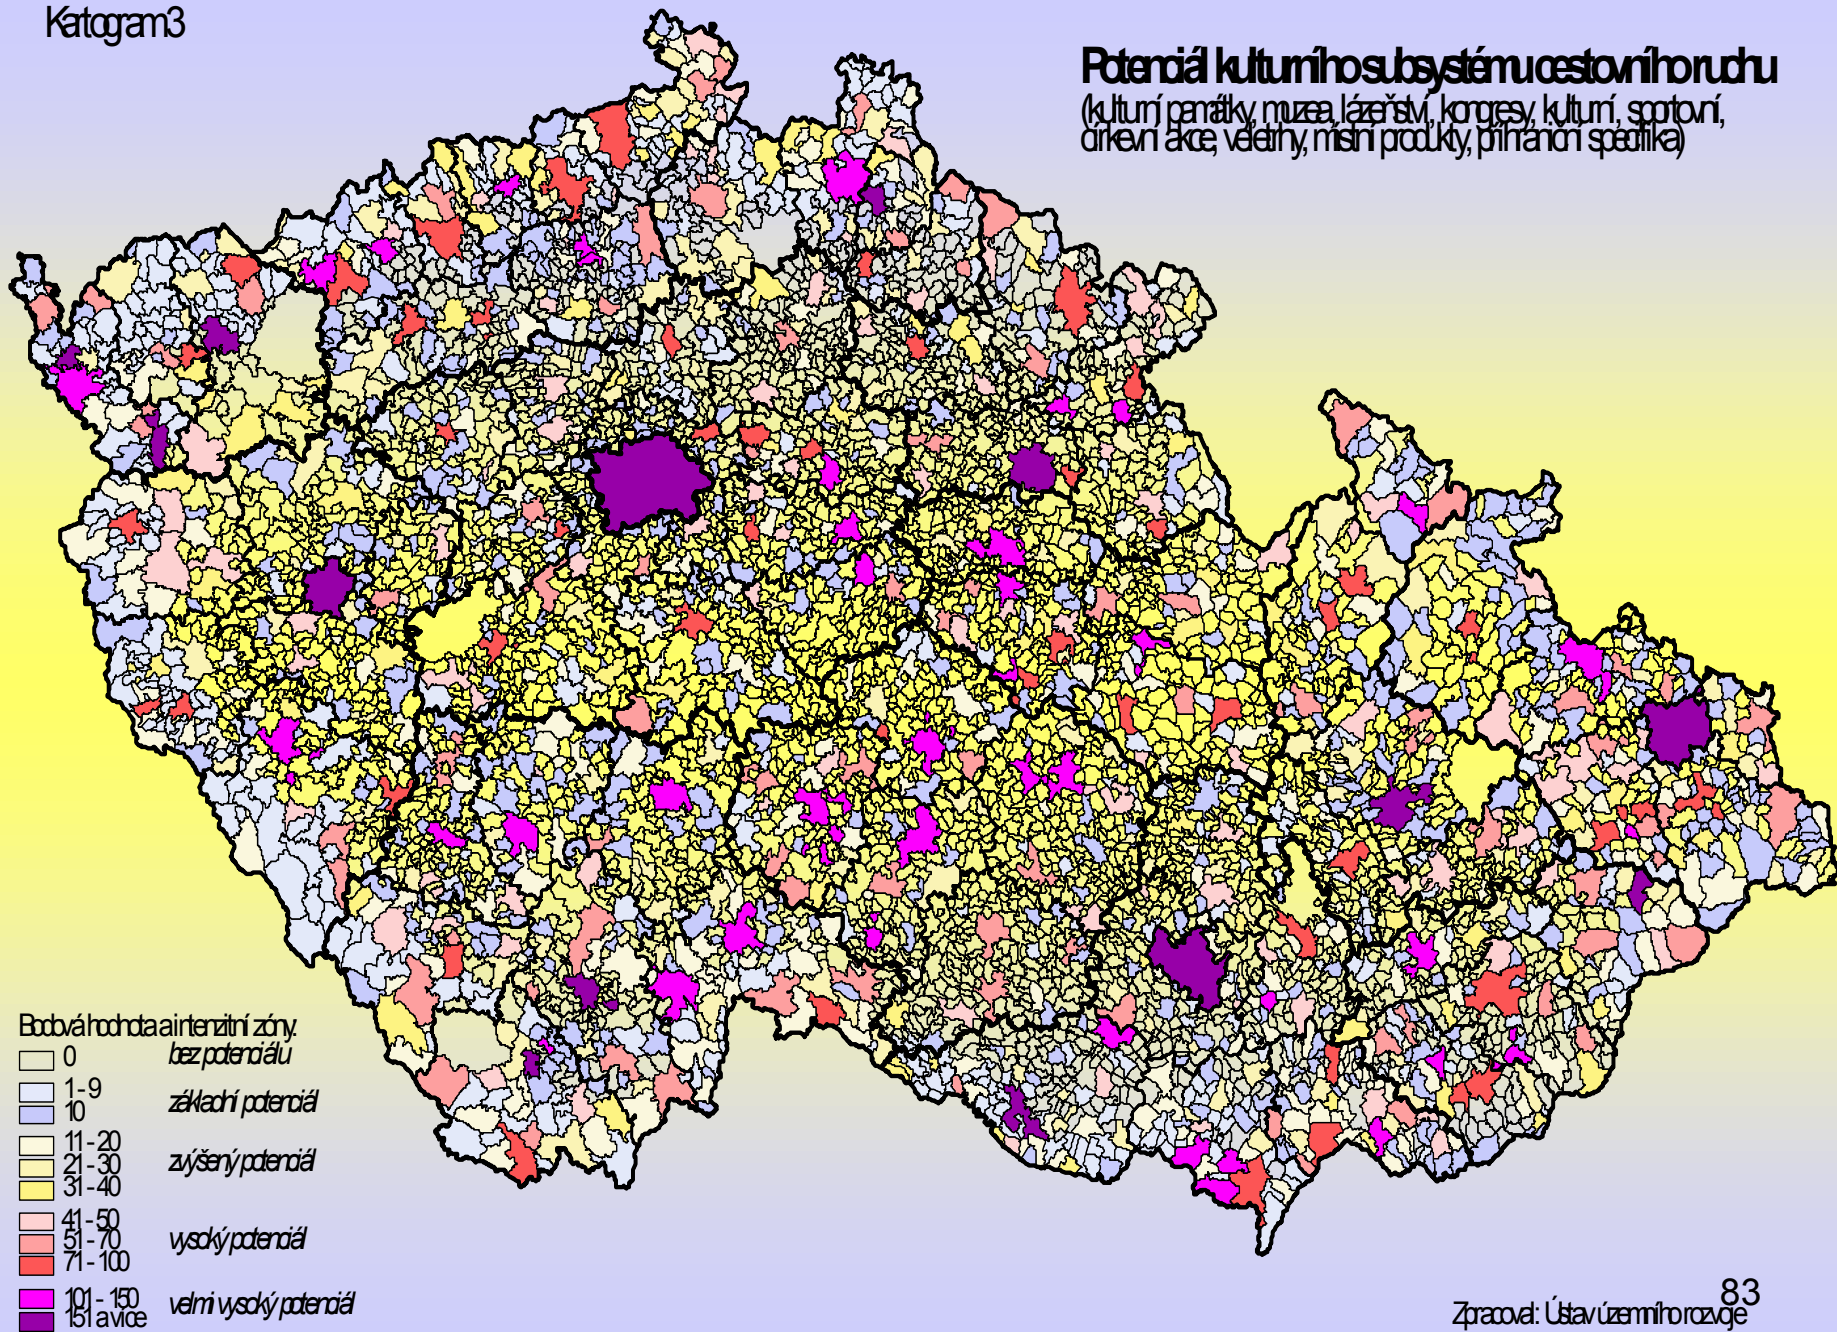 Kartogram 3
Potenciál kulturního subsystému cestovního ruchu
(kulturní památky, muzea, lázeňství, kongresy, kulturní, sportovní,
církevní akce, veletrhy, místní produkty, příhraniční specifika)
Bodová hodnota a intenzitní zóny:
0 bez potenciálu
1 - 9
10 základní potenciál
11 - 20
21 - 30 zvýšený potenciál
31 - 40
41 - 50
51 - 70 vysoký potenciál
71 - 100
101 - 150 velmi vysoký potenciál
151 a více
83
Zpracoval: Ústav územního rozvoje